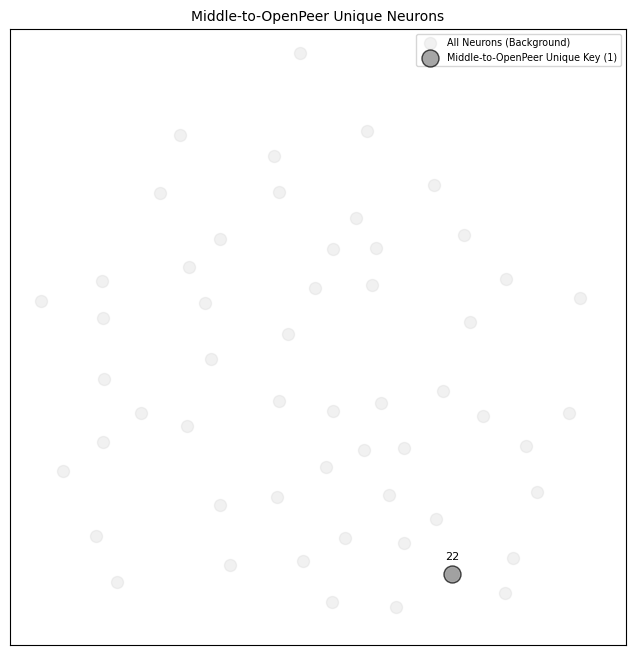 Middle-to-OpenPeer Unique Neurons
All Neurons (Background)
Middle-to-OpenPeer Unique Key (1)
22